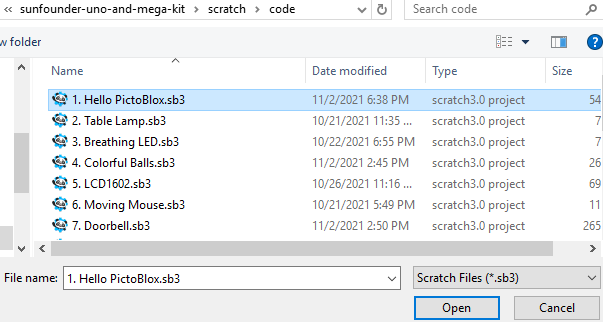 « sunfounder-uno-and-mega-kit › scratch › code Search code
w folder
Name Date modified Type Size
1. Hello PictoBlox.sb3 11/2/2021 6:38 PM scratch3.0 project 54
2. Table Lamp.sb3 10/21/2021 11:35 ... scratch3.0 project 7
3. Breathing LED.sb3 10/22/2021 6:55 PM scratch3.0 project 7
4. Colorful Balls.sb3 11/2/2021 2:45 PM scratch3.0 project 26
5. LCD1602.sb3 10/26/2021 11:16 ... scratch3.0 project 69
6. Moving Mouse.sb3 10/21/2021 5:49 PM scratch3.0 project 11
7. Doorbell.sb3 11/2/2021 2:50 PM scratch3.0 project 265
File name: 1. Hello PictoBlox.sb3 Scratch Files (*.sb3)
Open Cancel